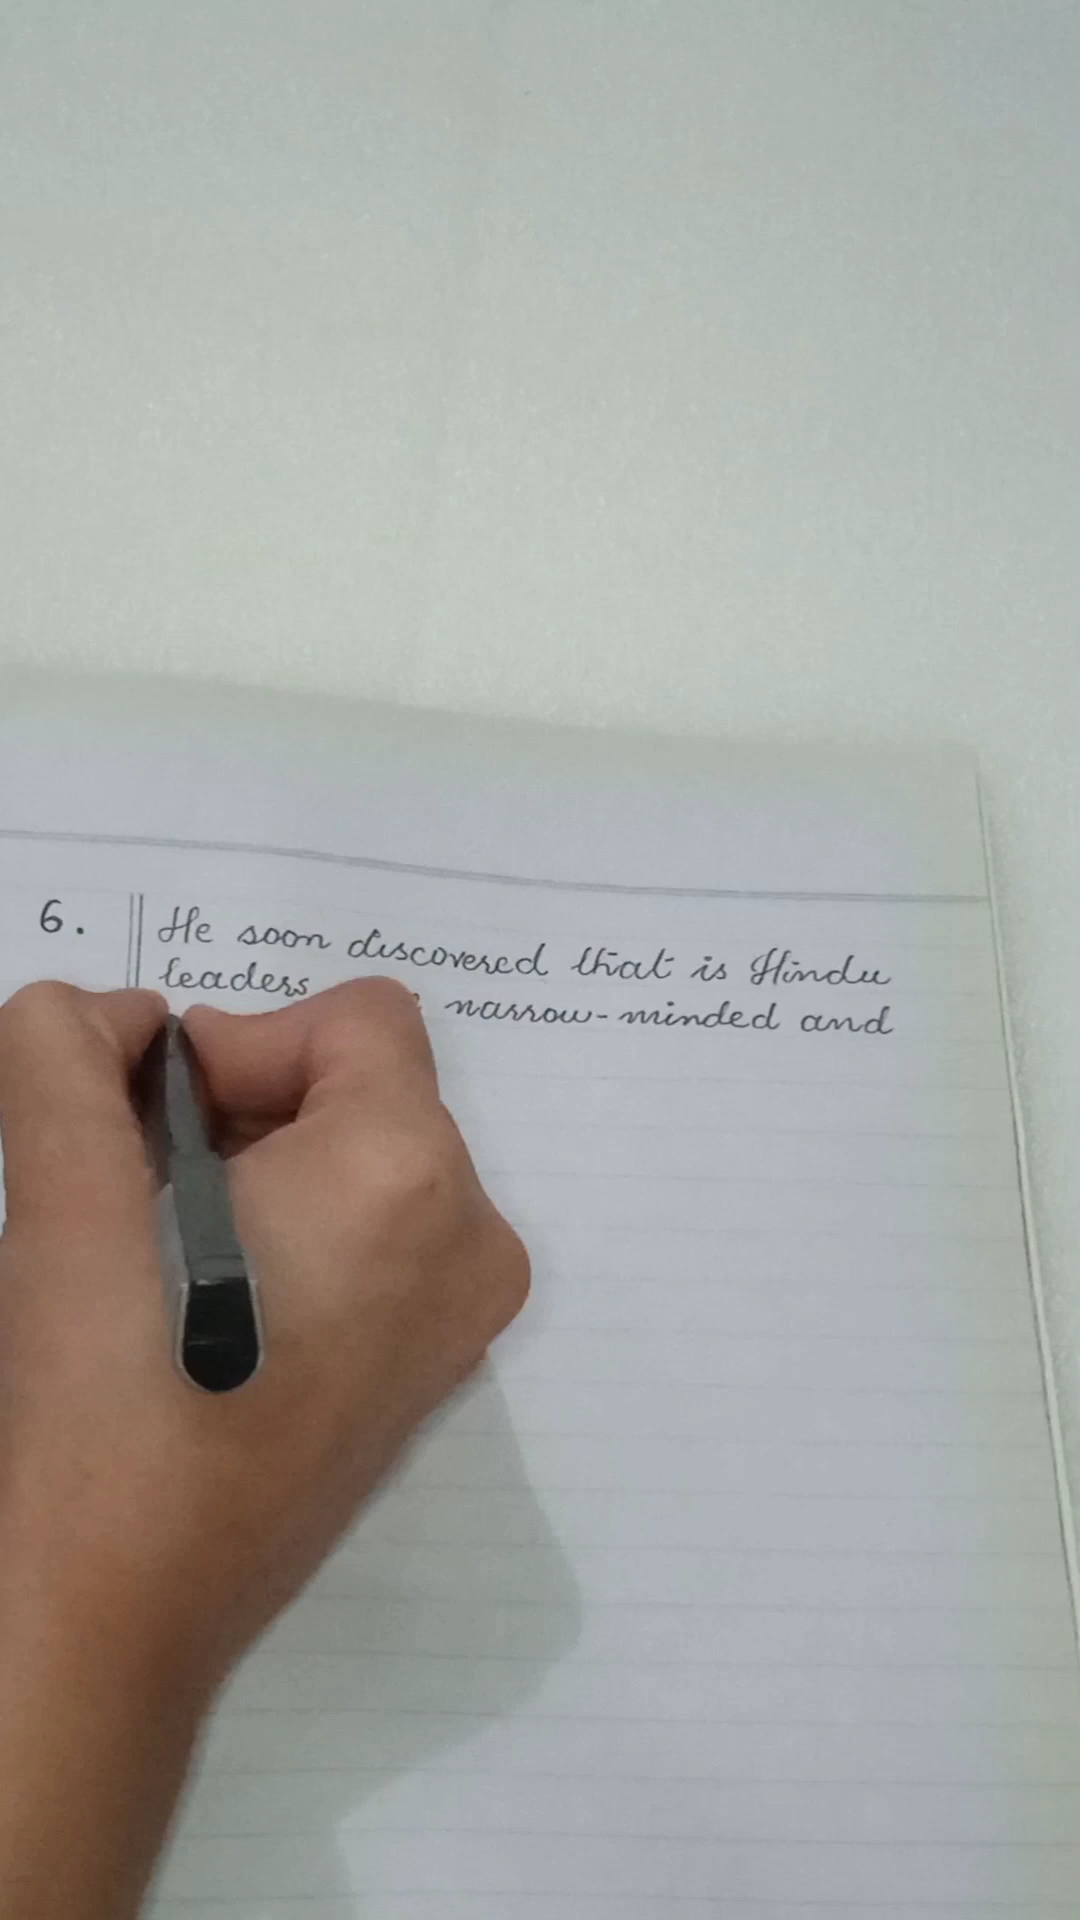 6. He soon discovered that is Hindu
leaders narrow-minded and